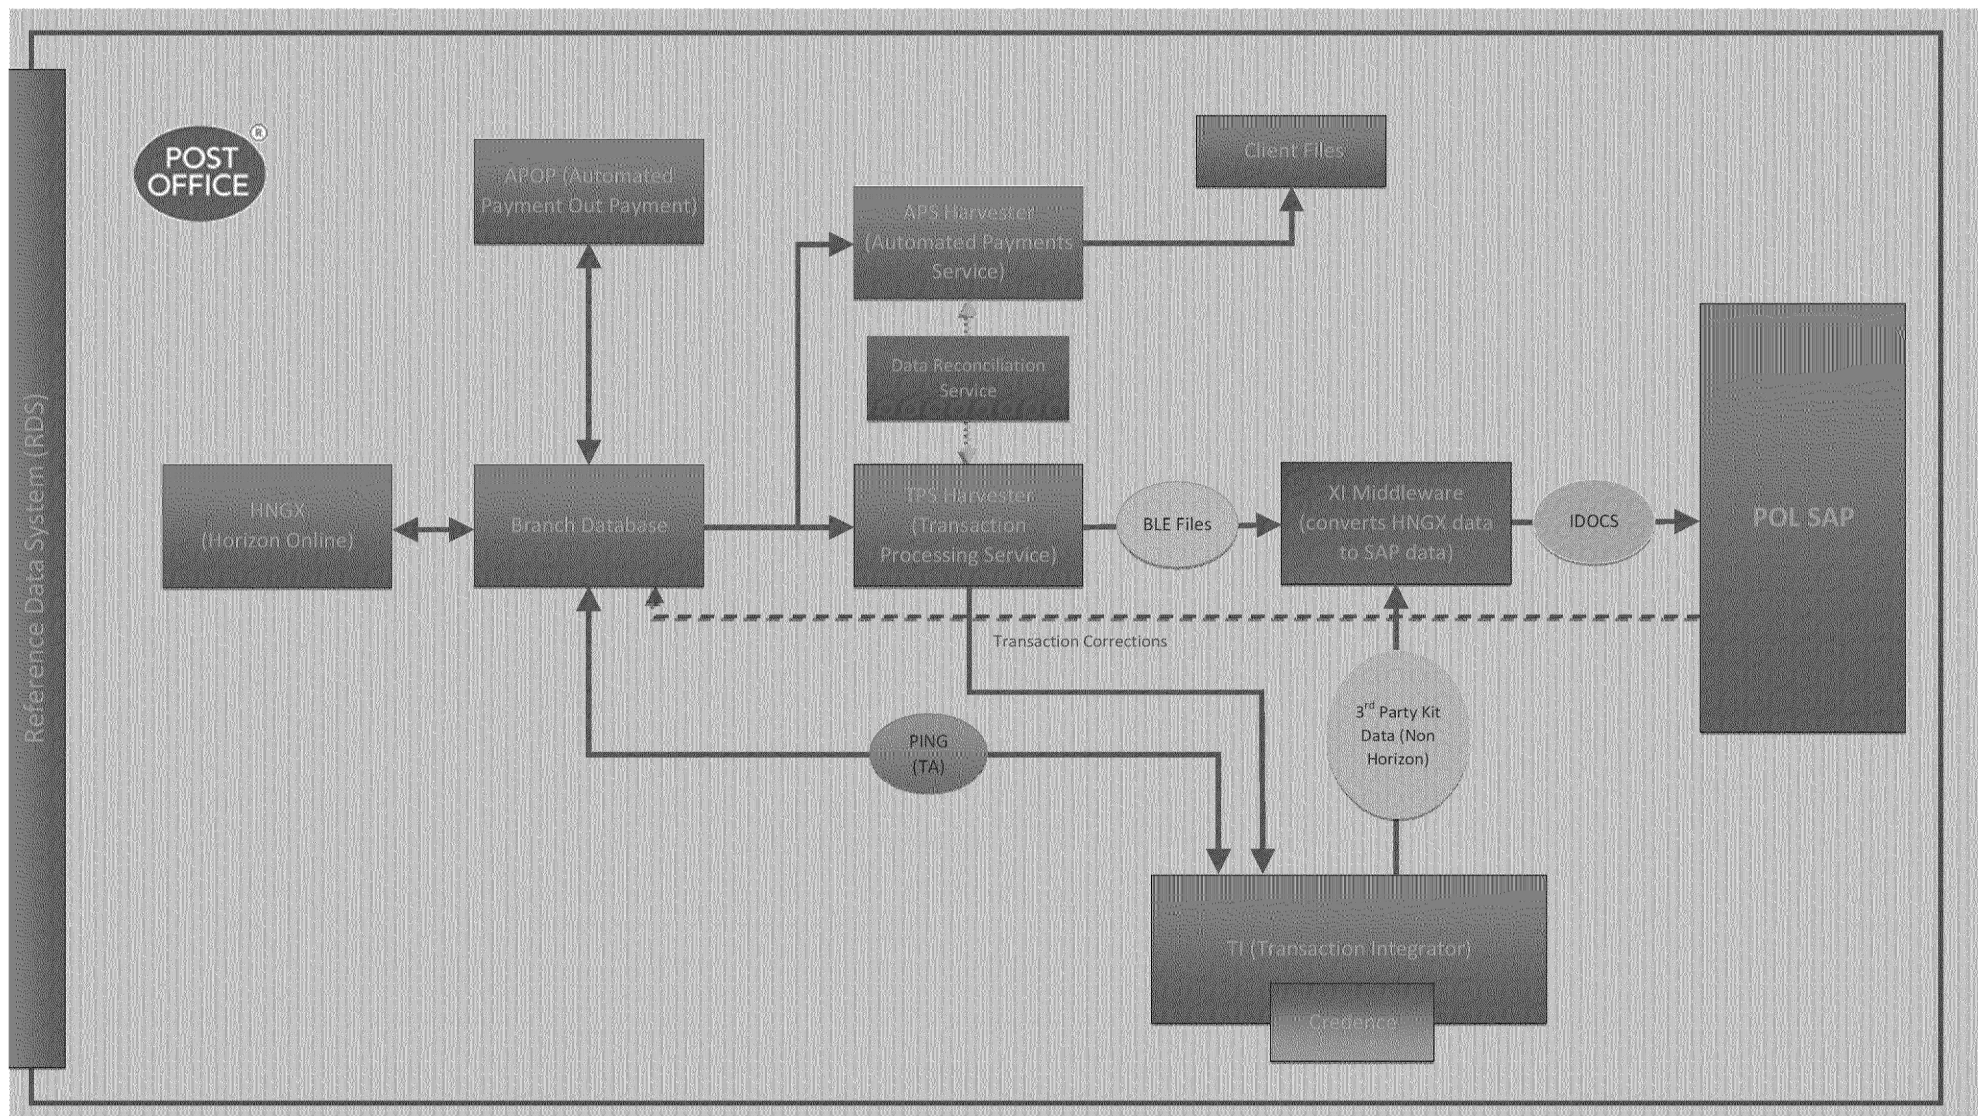 Reference Data System (RDS)
POST
OFFICE
®
APOP (Automated
Payment Out Payment)
APS Harvester
(Automated Payments
Service)
Client Files
Data Reconciliation
Service
HNGX
(Horizon Online)
Branch Database
TPS Harvester
(Transaction
Processing Service)
BLE Files
XI Middleware
(converts HNGX data
to SAP data)
IDOCS
POL SAP
Transaction Corrections
3rd Party Kit
Data (Non
Horizon)
PING
(TA)
TI (Transaction Integrator)
Credence